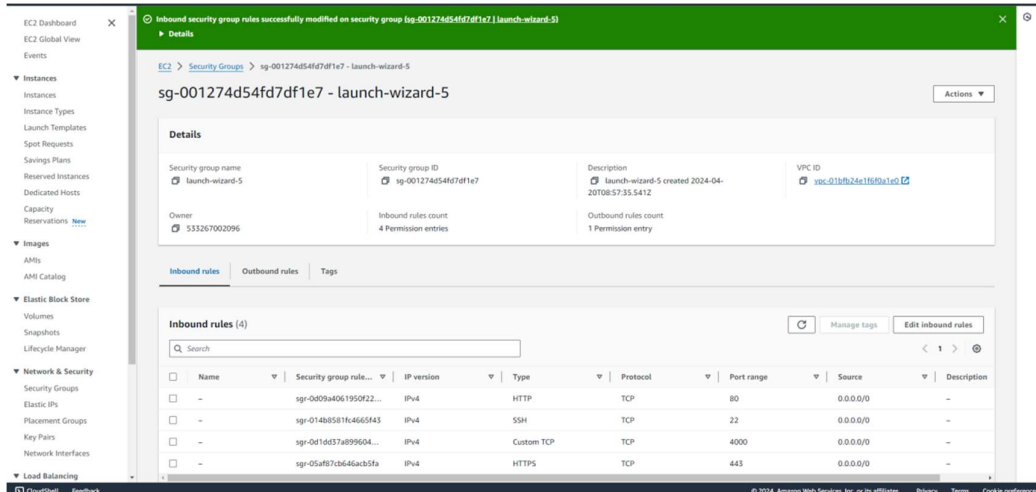 EC2 Dashboard
EC2 Global View
Events
Instances
Instances
Instance Types
Launch Templates
Spot Requests
Savings Plans
Reserved Instances
Dedicated Hosts
Capacity
Reservations New
Images
AMIs
AMI Catalog
Elastic Block Store
Volumes
Snapshots
Lifecycle Manager
Network & Security
Security Groups
Elastic IPs
Placement Groups
Key Pairs
Network Interfaces
Load Balancing
Inbound security group rules successfully modified on security group (sg-001274d54fd7df1e7 | launch-wizard-5)
Details
EC2 > Security Groups > sg-001274d54fd7df1e7 - launch-wizard-5
sg-001274d54fd7df1e7 - launch-wizard-5
Actions
Details
Security group name
launch-wizard-5
Security group ID
sg-001274d54fd7df1e7
Description
launch-wizard-5 created 2024-04-
20T08:57:35.541Z
VPC ID
vpc-01bfb24e1f6f0a1e0
Owner
533267002096
Inbound rules count
4 Permission entries
Outbound rules count
1 Permission entry
Inbound rules Outbound rules Tags
Inbound rules (4)
Manage tags Edit inbound rules
Search
< 1 >
Name Security group rule... IP version Type Protocol Port range Source Description
– sgr-0d09a4061950f22... IPv4 HTTP TCP 80 0.0.0.0/0 –
– sgr-014b8581fc4665f43 IPv4 SSH TCP 22 0.0.0.0/0 –
– sgr-0d1dd37a899604... IPv4 Custom TCP TCP 4000 0.0.0.0/0 –
– sgr-05af87cb646acb5fa IPv4 HTTPS TCP 443 0.0.0.0/0 –
CloudShell Feedback © 2024, Amazon Web Services, Inc. or its affiliates. Privacy Terms Cookie preferences